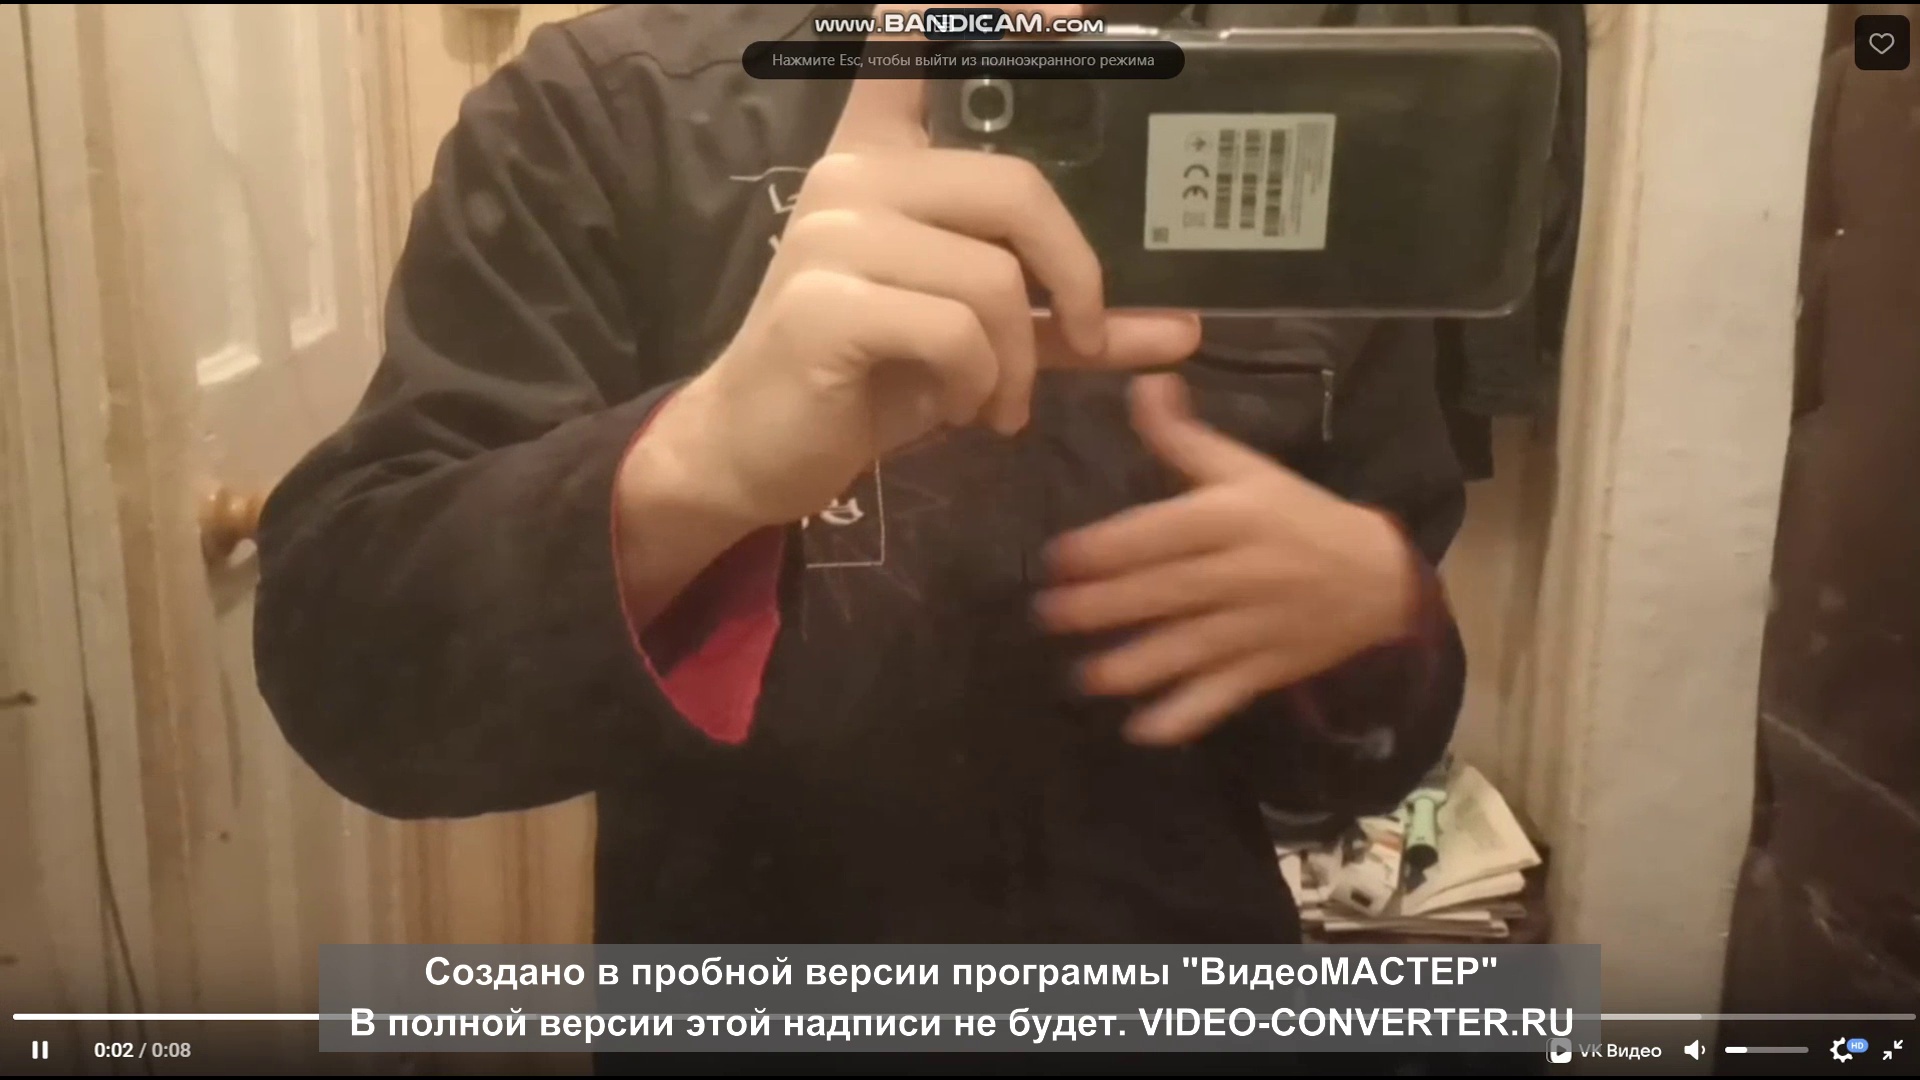 www.BANDICAM.com
Нажмите Esc, чтобы выйти из полноэкранного режима
CE
Создано в пробной версии программы "ВидеоМАСТЕР"
В полной версии этой надписи не будет. VIDEO-CONVERTER.RU
0:02 / 0:08
VK Видео
HD